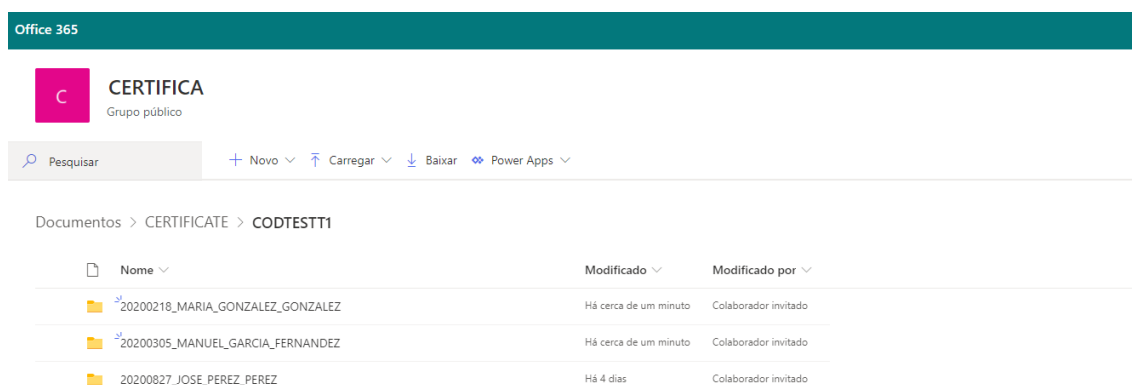 Office 365
C
CERTIFICA
Grupo público
Pesquisar Novo Carregar Baixar Power Apps
Documentos > CERTIFICATE > CODTESTT1
Nome Modificado Modificado por
20200218_MARIA_GONZALEZ_GONZALEZ Há cerca de um minuto Colaborador invitado
20200305_MANUEL_GARCIA_FERNANDEZ Há cerca de um minuto Colaborador invitado
20200827_JOSE_PEREZ_PEREZ Há 4 dias Colaborador invitado